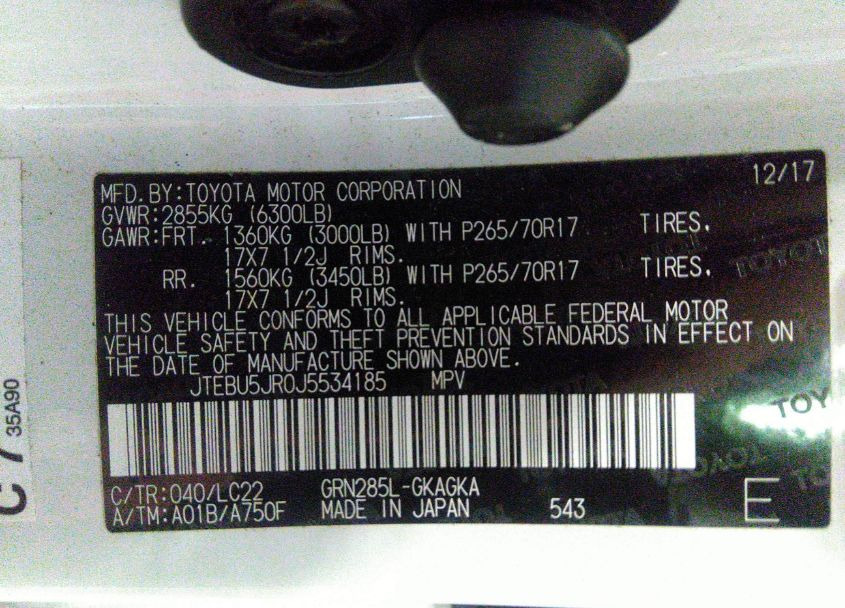 12/17
MFD.BY:TOYOTA MOTOR CORPORATION
GVWR:2855KG (6300LB)
GAWR:FRT. 1360KG (3000LB) WITH P265/70R17 TIRES.
17X7 1/2J RIMS.
RR. 1560KG (3450LB) WITH P265/70R17 TIRES.
17X7 1/2J RIMS.
THIS VEHICLE CONFORMS TO ALL APPLICABLE FEDERAL MOTOR
VEHICLE SAFETY AND THEFT PREVENTION STANDARDS IN EFFECT ON
THE DATE OF MANUFACTURE SHOWN ABOVE.
JTEBU5JR0J5534185 MPV
C/TR:040/LC22 GRN285L-GKAGKA
A/TM:A01B/A750F MADE IN JAPAN 543 E
C 7
35A90
TOYOTA